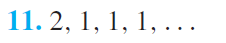 11. 2, 1, 1, 1, . . .